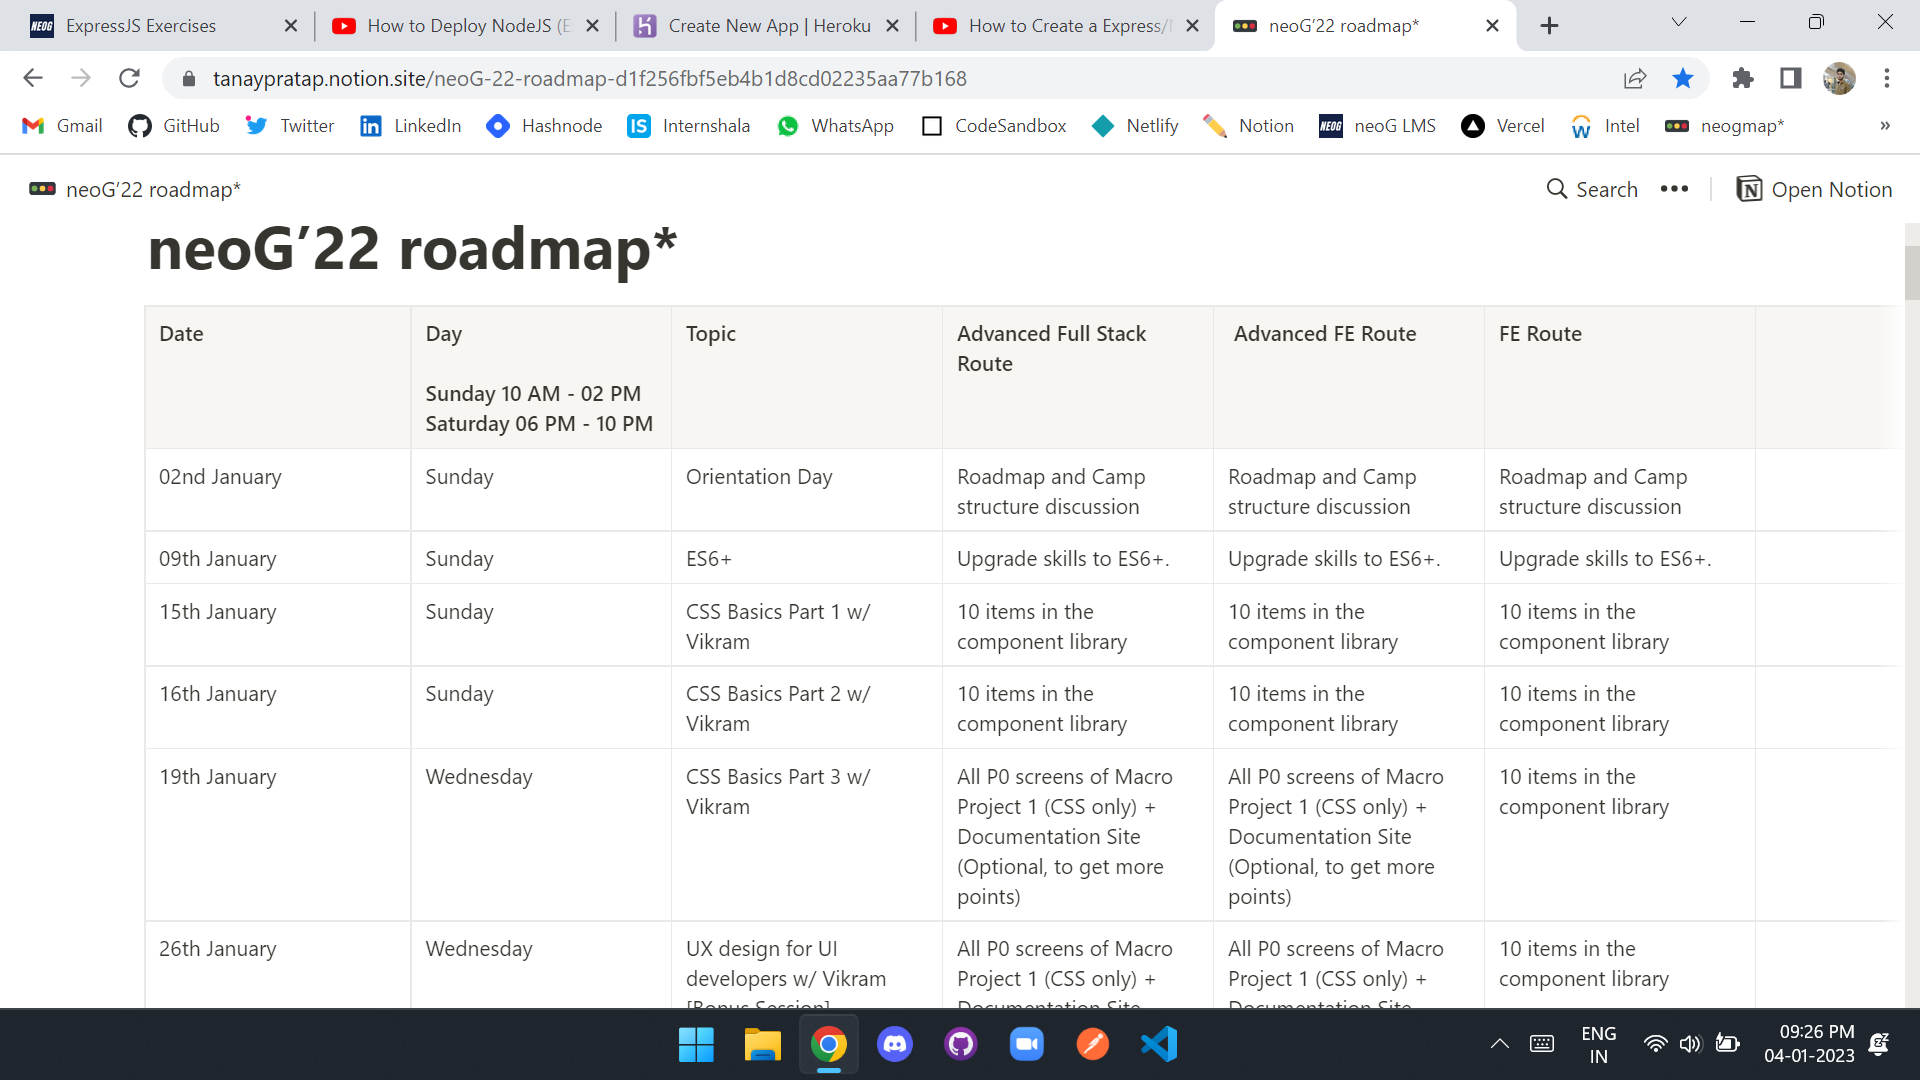 ExpressJS Exercises
How to Deploy NodeJS (E
Create New App | Heroku
How to Create a Express/
neoG'22 roadmap*
tanaypratap.notion.site/neoG-22-roadmap-d1f256fbf5eb4b1d8cd02235aa77b168
Gmail GitHub Twitter LinkedIn Hashnode Internshala WhatsApp CodeSandbox Netlify Notion neoG LMS Vercel Intel neogmap* »
neoG'22 roadmap*
Search
Open Notion
neoG'22 roadmap*
Date
Day
Sunday 10 AM - 02 PM
Saturday 06 PM - 10 PM
Topic
Advanced Full Stack
Route
Advanced FE Route
FE Route
02nd January
Sunday
Orientation Day
Roadmap and Camp
structure discussion
Roadmap and Camp
structure discussion
Roadmap and Camp
structure discussion
09th January
Sunday
ES6+
Upgrade skills to ES6+.
Upgrade skills to ES6+.
Upgrade skills to ES6+.
15th January
Sunday
CSS Basics Part 1 w/
Vikram
10 items in the
component library
10 items in the
component library
10 items in the
component library
16th January
Sunday
CSS Basics Part 2 w/
Vikram
10 items in the
component library
10 items in the
component library
10 items in the
component library
19th January
Wednesday
CSS Basics Part 3 w/
Vikram
All P0 screens of Macro
Project 1 (CSS only) +
Documentation Site
(Optional, to get more
points)
All P0 screens of Macro
Project 1 (CSS only) +
Documentation Site
(Optional, to get more
points)
10 items in the
component library
26th January
Wednesday
UX design for UI
developers w/ Vikram
[Bonus Session]
All P0 screens of Macro
Project 1 (CSS only) +
Documentation Site
All P0 screens of Macro
Project 1 (CSS only) +
Documentation Site
10 items in the
component library
ENG
IN
09:26 PM
04-01-2023